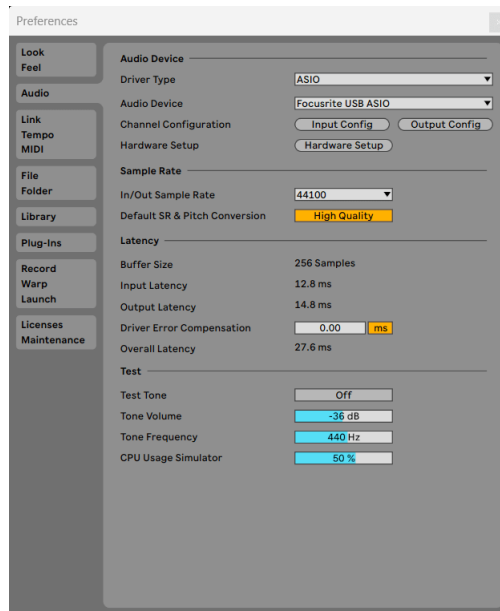 Preferences
Look
Feel
Audio
Link
Tempo
MIDI
File
Folder
Library
Plug-Ins
Record
Warp
Launch
Licenses
Maintenance
Audio Device
Driver Type ASIO
Audio Device Focusrite USB ASIO
Channel Configuration Input Config Output Config
Hardware Setup Hardware Setup
Sample Rate
In/Out Sample Rate 44100
Default SR & Pitch Conversion High Quality
Latency
Buffer Size 256 Samples
Input Latency 12.8 ms
Output Latency 14.8 ms
Driver Error Compensation 0.00 ms
Overall Latency 27.6 ms
Test
Test Tone Off
Tone Volume -36 dB
Tone Frequency 440 Hz
CPU Usage Simulator 50 %